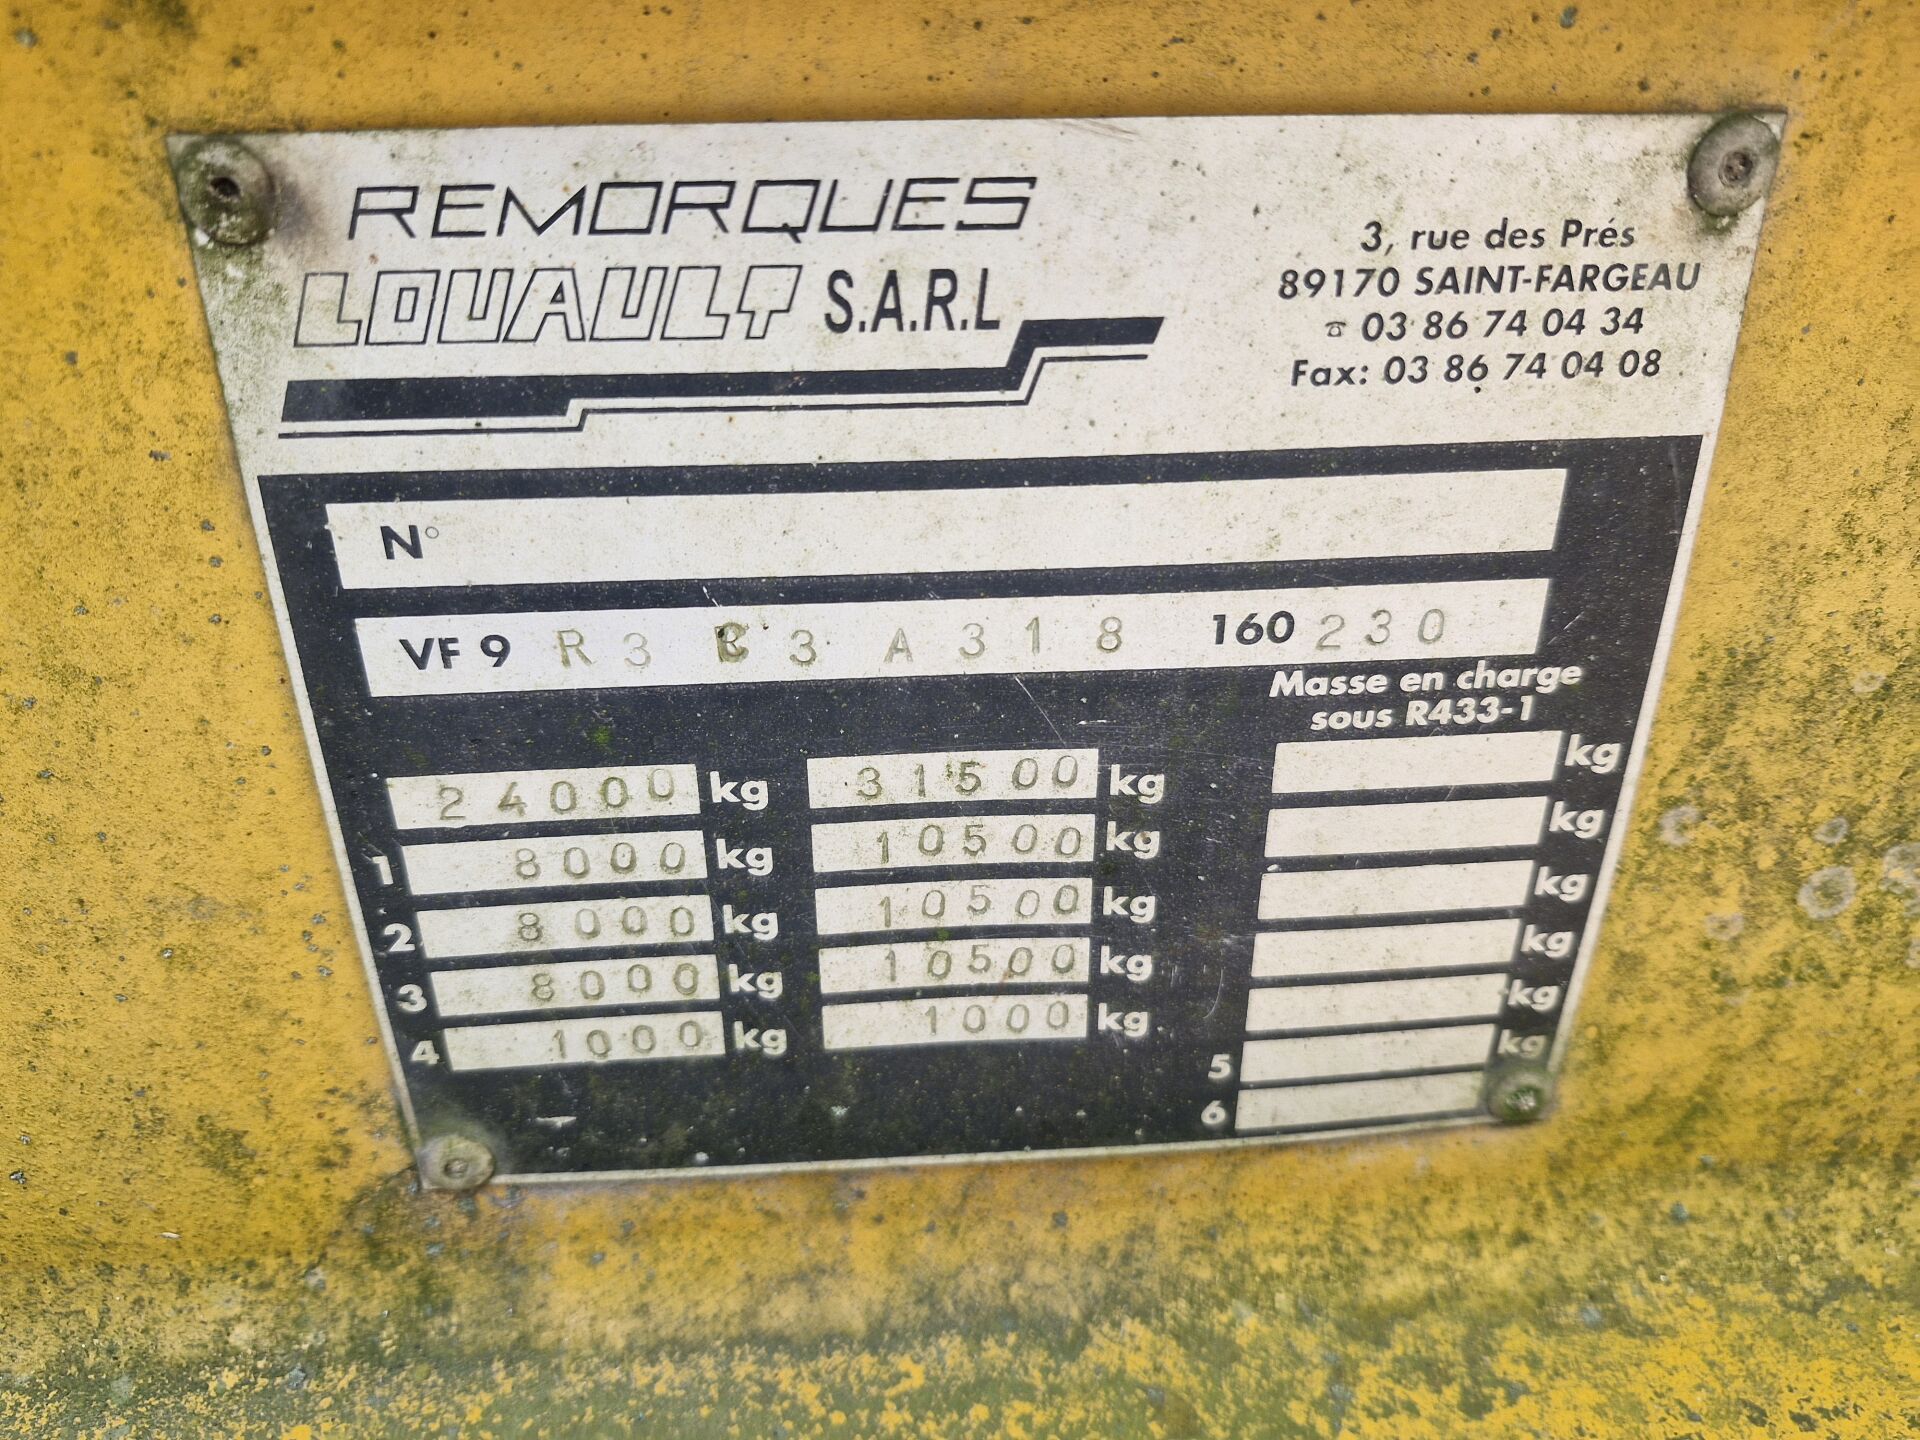 REMORQUES
LOUAULT S.A.R.L
3, rue des Prés
89170 SAINT-FARGEAU
☎ 03 86 74 04 34
Fax: 03 86 74 04 08
N°
VF9 R3 3 A318 160 230
Masse en charge
sous R433-1
24000 kg 31500 kg kg
1 8000 kg 10500 kg kg
2 8000 kg 10500 kg kg
3 8000 kg 10500 kg kg
4 1000 kg 1000 kg kg
5 kg
6